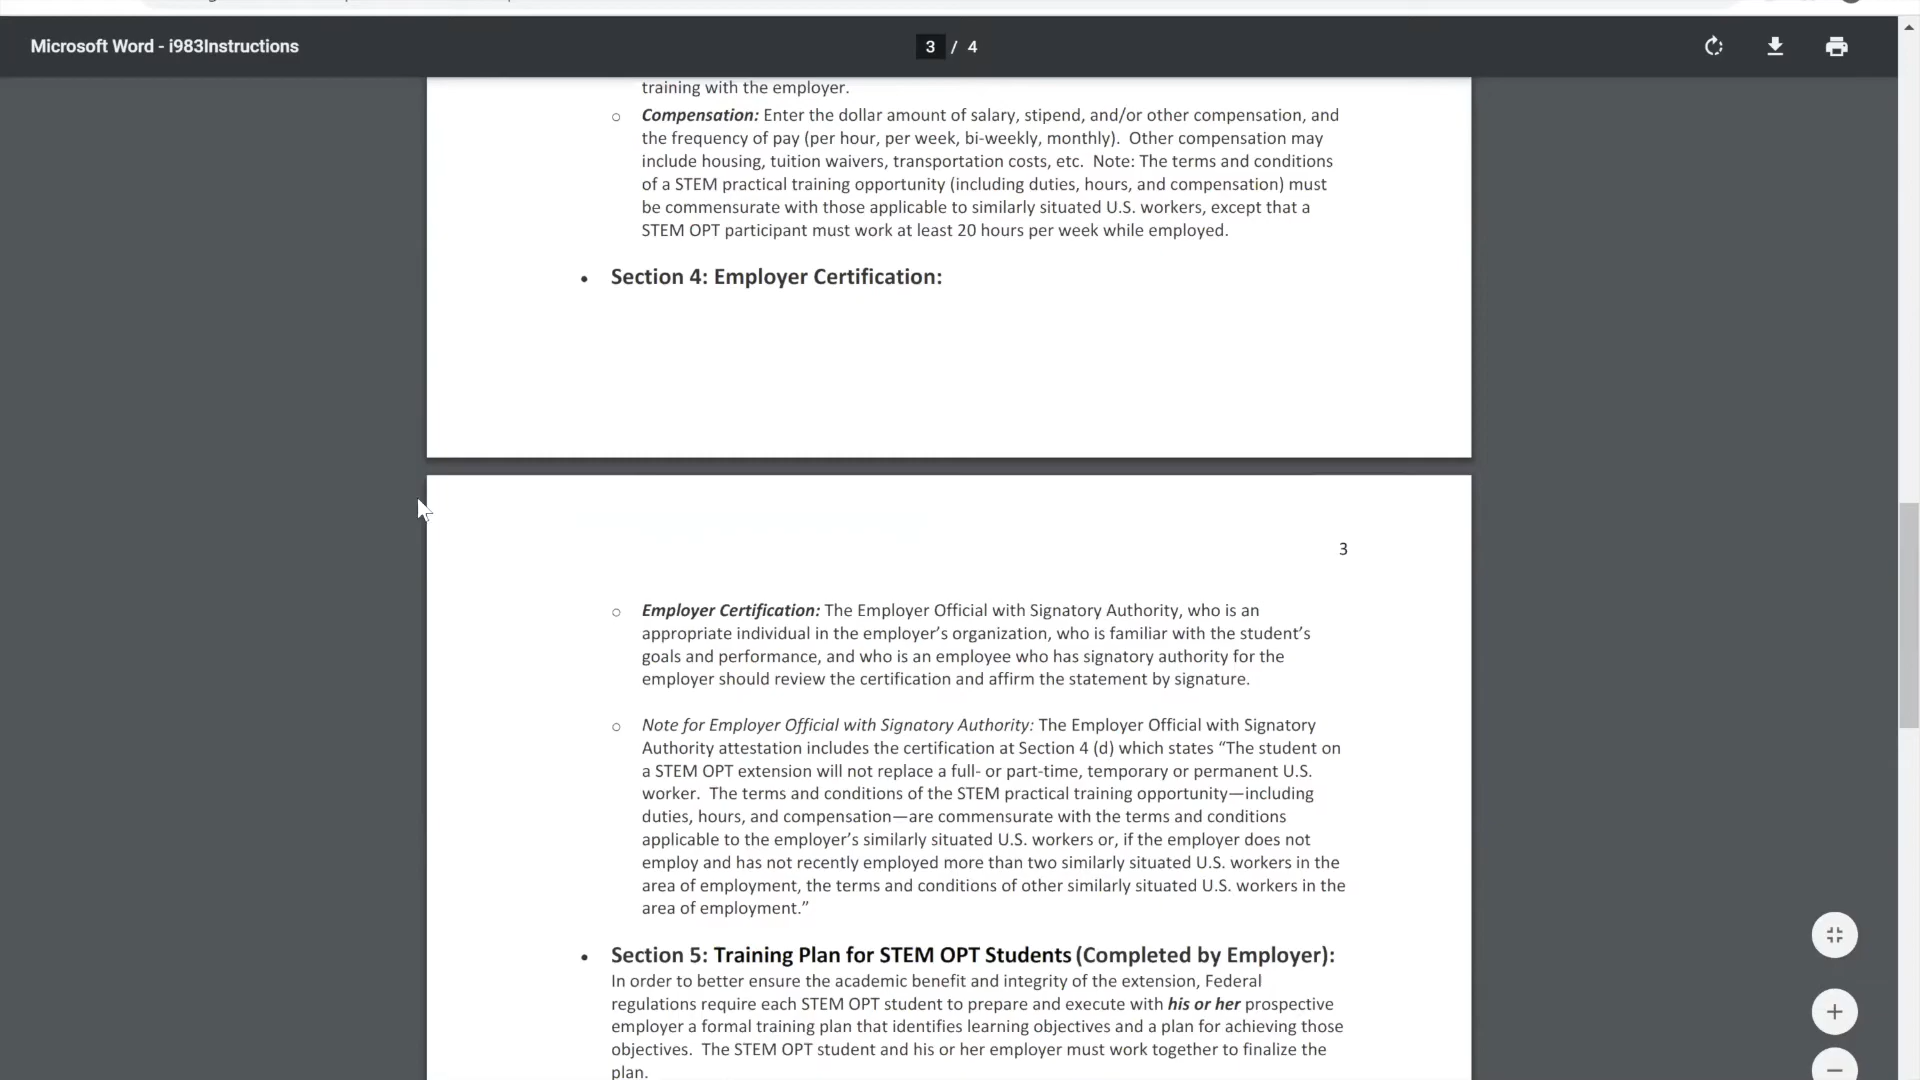 Microsoft Word - i983Instructions
3 / 4
training with the employer.
o Compensation: Enter the dollar amount of salary, stipend, and/or other compensation, and
the frequency of pay (per hour, per week, bi-weekly, monthly).  Other compensation may
include housing, tuition waivers, transportation costs, etc.  Note: The terms and conditions
of a STEM practical training opportunity (including duties, hours, and compensation) must
be commensurate with those applicable to similarly situated U.S. workers, except that a
STEM OPT participant must work at least 20 hours per week while employed.
• Section 4: Employer Certification:
3
o Employer Certification: The Employer Official with Signatory Authority, who is an
appropriate individual in the employer’s organization, who is familiar with the student’s
goals and performance, and who is an employee who has signatory authority for the
employer should review the certification and affirm the statement by signature.
o Note for Employer Official with Signatory Authority: The Employer Official with Signatory
Authority attestation includes the certification at Section 4 (d) which states “The student on
a STEM OPT extension will not replace a full- or part-time, temporary or permanent U.S.
worker.  The terms and conditions of the STEM practical training opportunity—including
duties, hours, and compensation—are commensurate with the terms and conditions
applicable to the employer’s similarly situated U.S. workers or, if the employer does not
employ and has not recently employed more than two similarly situated U.S. workers in the
area of employment, the terms and conditions of other similarly situated U.S. workers in the
area of employment.”
• Section 5: Training Plan for STEM OPT Students (Completed by Employer):
In order to better ensure the academic benefit and integrity of the extension, Federal
regulations require each STEM OPT student to prepare and execute with his or her prospective
employer a formal training plan that identifies learning objectives and a plan for achieving those
objectives.  The STEM OPT student and his or her employer must work together to finalize the
plan.